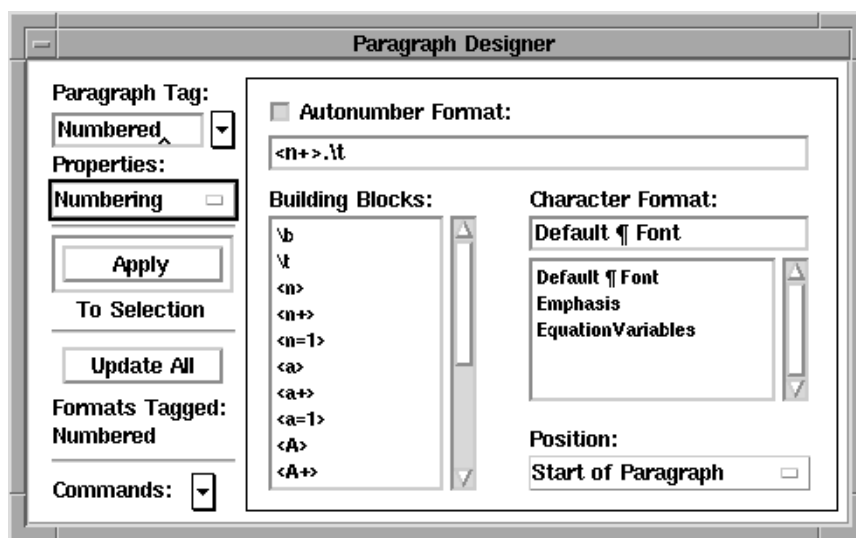 Paragraph Designer
Paragraph Tag:
Numbered
Properties:
Numbering
Apply
To Selection
Update All
Formats Tagged:
Numbered
Commands:
Autonumber Format:
<n+>.\t
Building Blocks:
\b
\t
<n>
<n+>
<n=1>
<a>
<a+>
<a=1>
<A>
<A+>
Character Format:
Default ¶ Font
Default ¶ Font
Emphasis
EquationVariables
Position:
Start of Paragraph